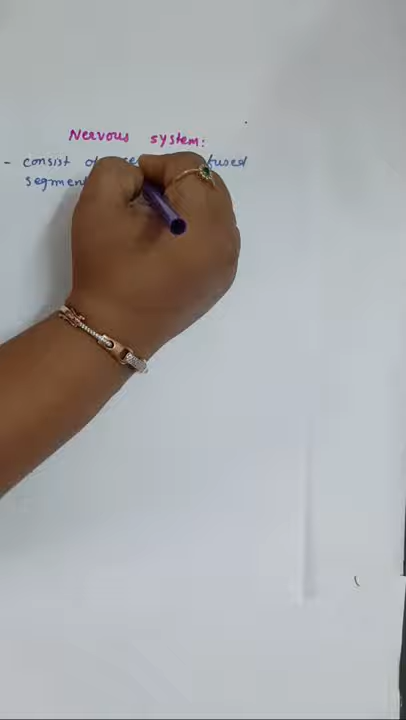 Nervous system:
- consist of fused
segment